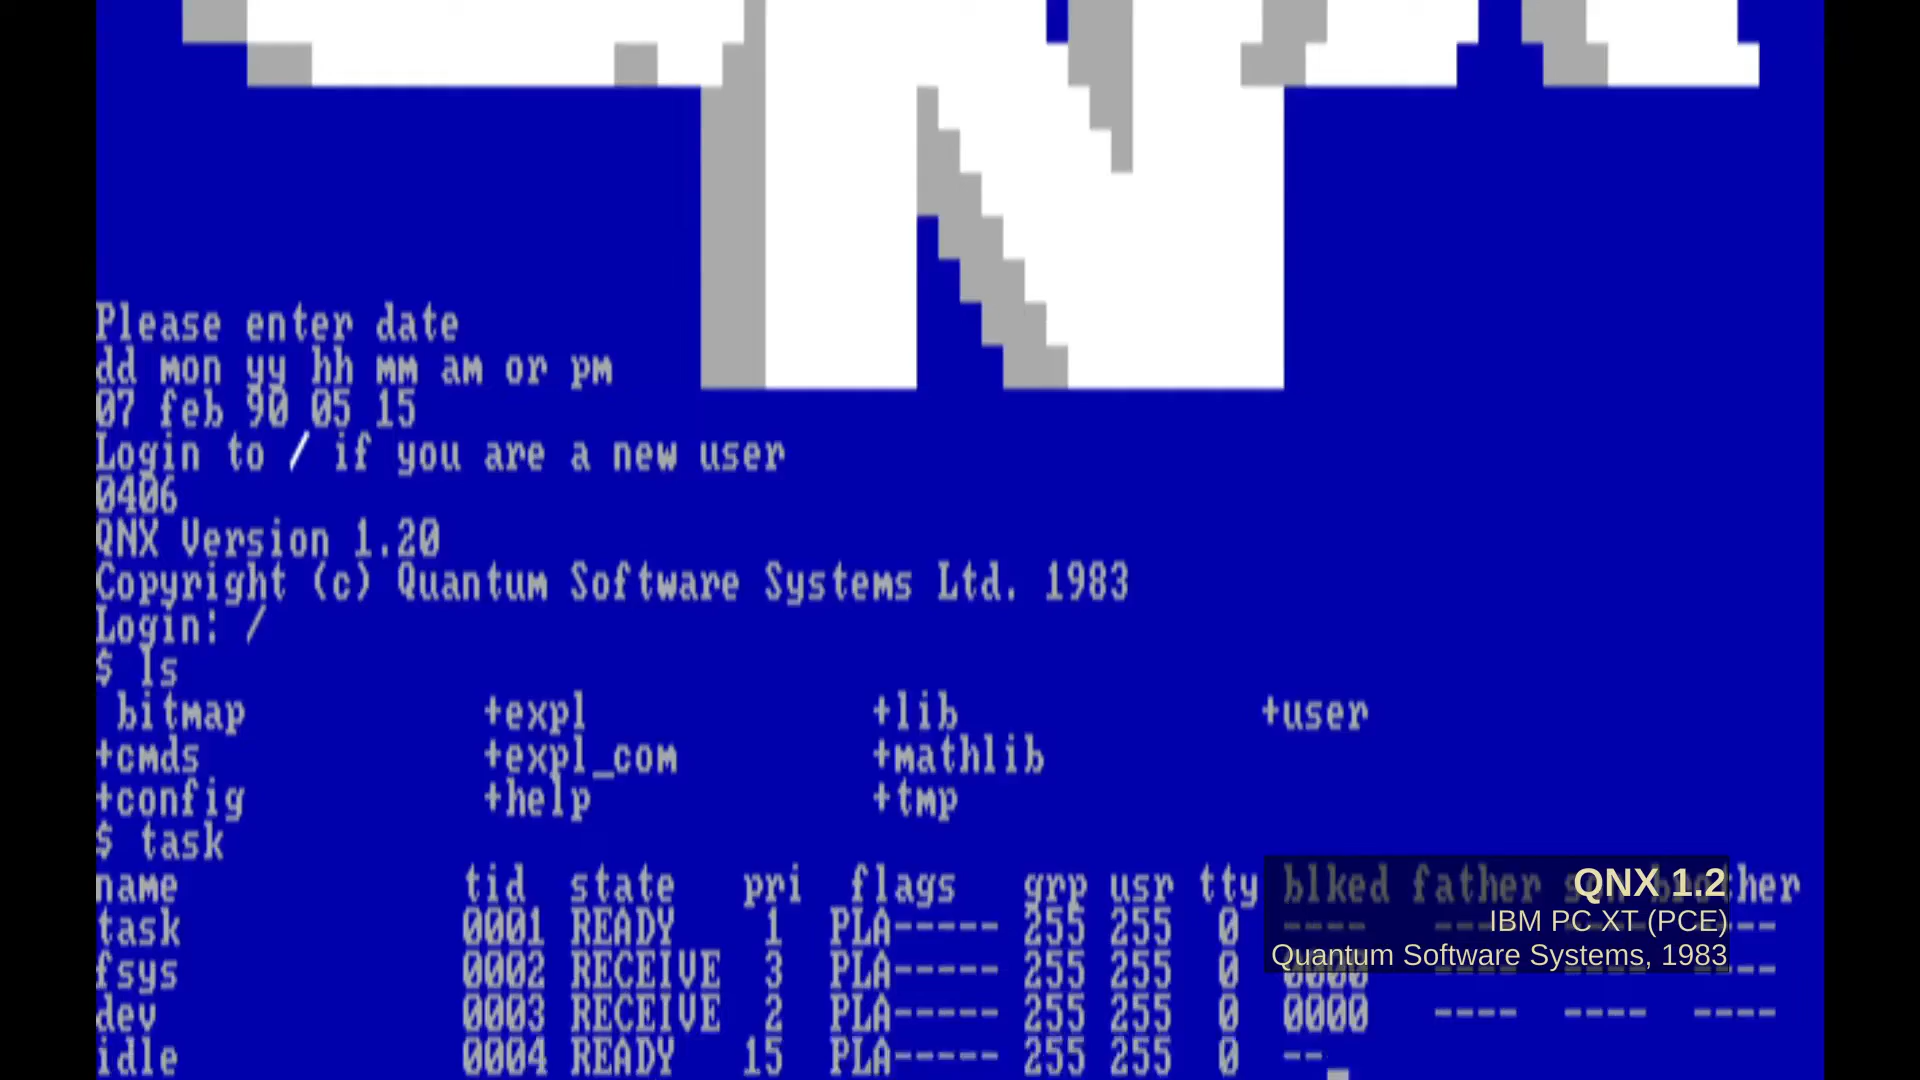 Please enter date
dd mon yy hh mm am or pm
07 feb 90 05 15
Login to / if you are a new user
0406
QNX Version 1.20
Copyright (c) Quantum Software Systems Ltd. 1983
Login: /
$ ls
bitmap +expl +lib +user
+cmds +expl_com +mathlib
+config +help +tmp
$ task
name tid state pri flags grp usr tty blked father
task 0001 READY 1 PLA----- 255 255 0 ----
fsys 0002 RECEIVE 3 PLA----- 255 255 0 0000 ---- ---- ----
dev 0003 RECEIVE 2 PLA----- 255 255 0 0000 ---- ---- ----
idle 0004 READY 15 PLA----- 255 255 0 --
QNX 1.2
IBM PC XT (PCE)
Quantum Software Systems, 1983